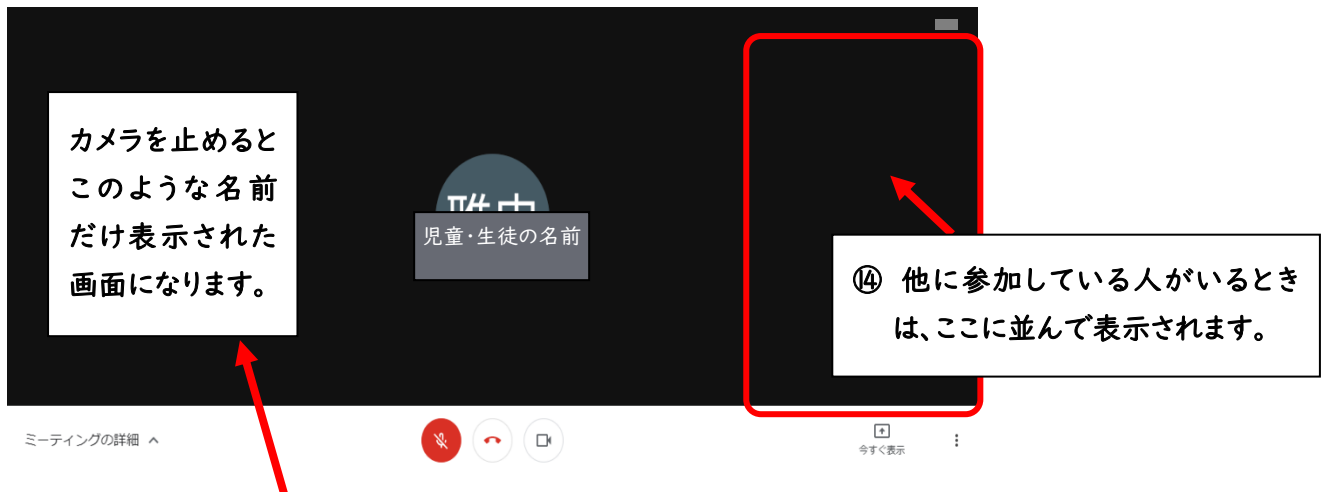 カメラを止めると
このような名前
だけ表示された
画面になります。
児童・生徒の名前
⑭ 他に参加している人がいるとき
は、ここに並んで表示されます。
ミーティングの詳細
今すぐ表示